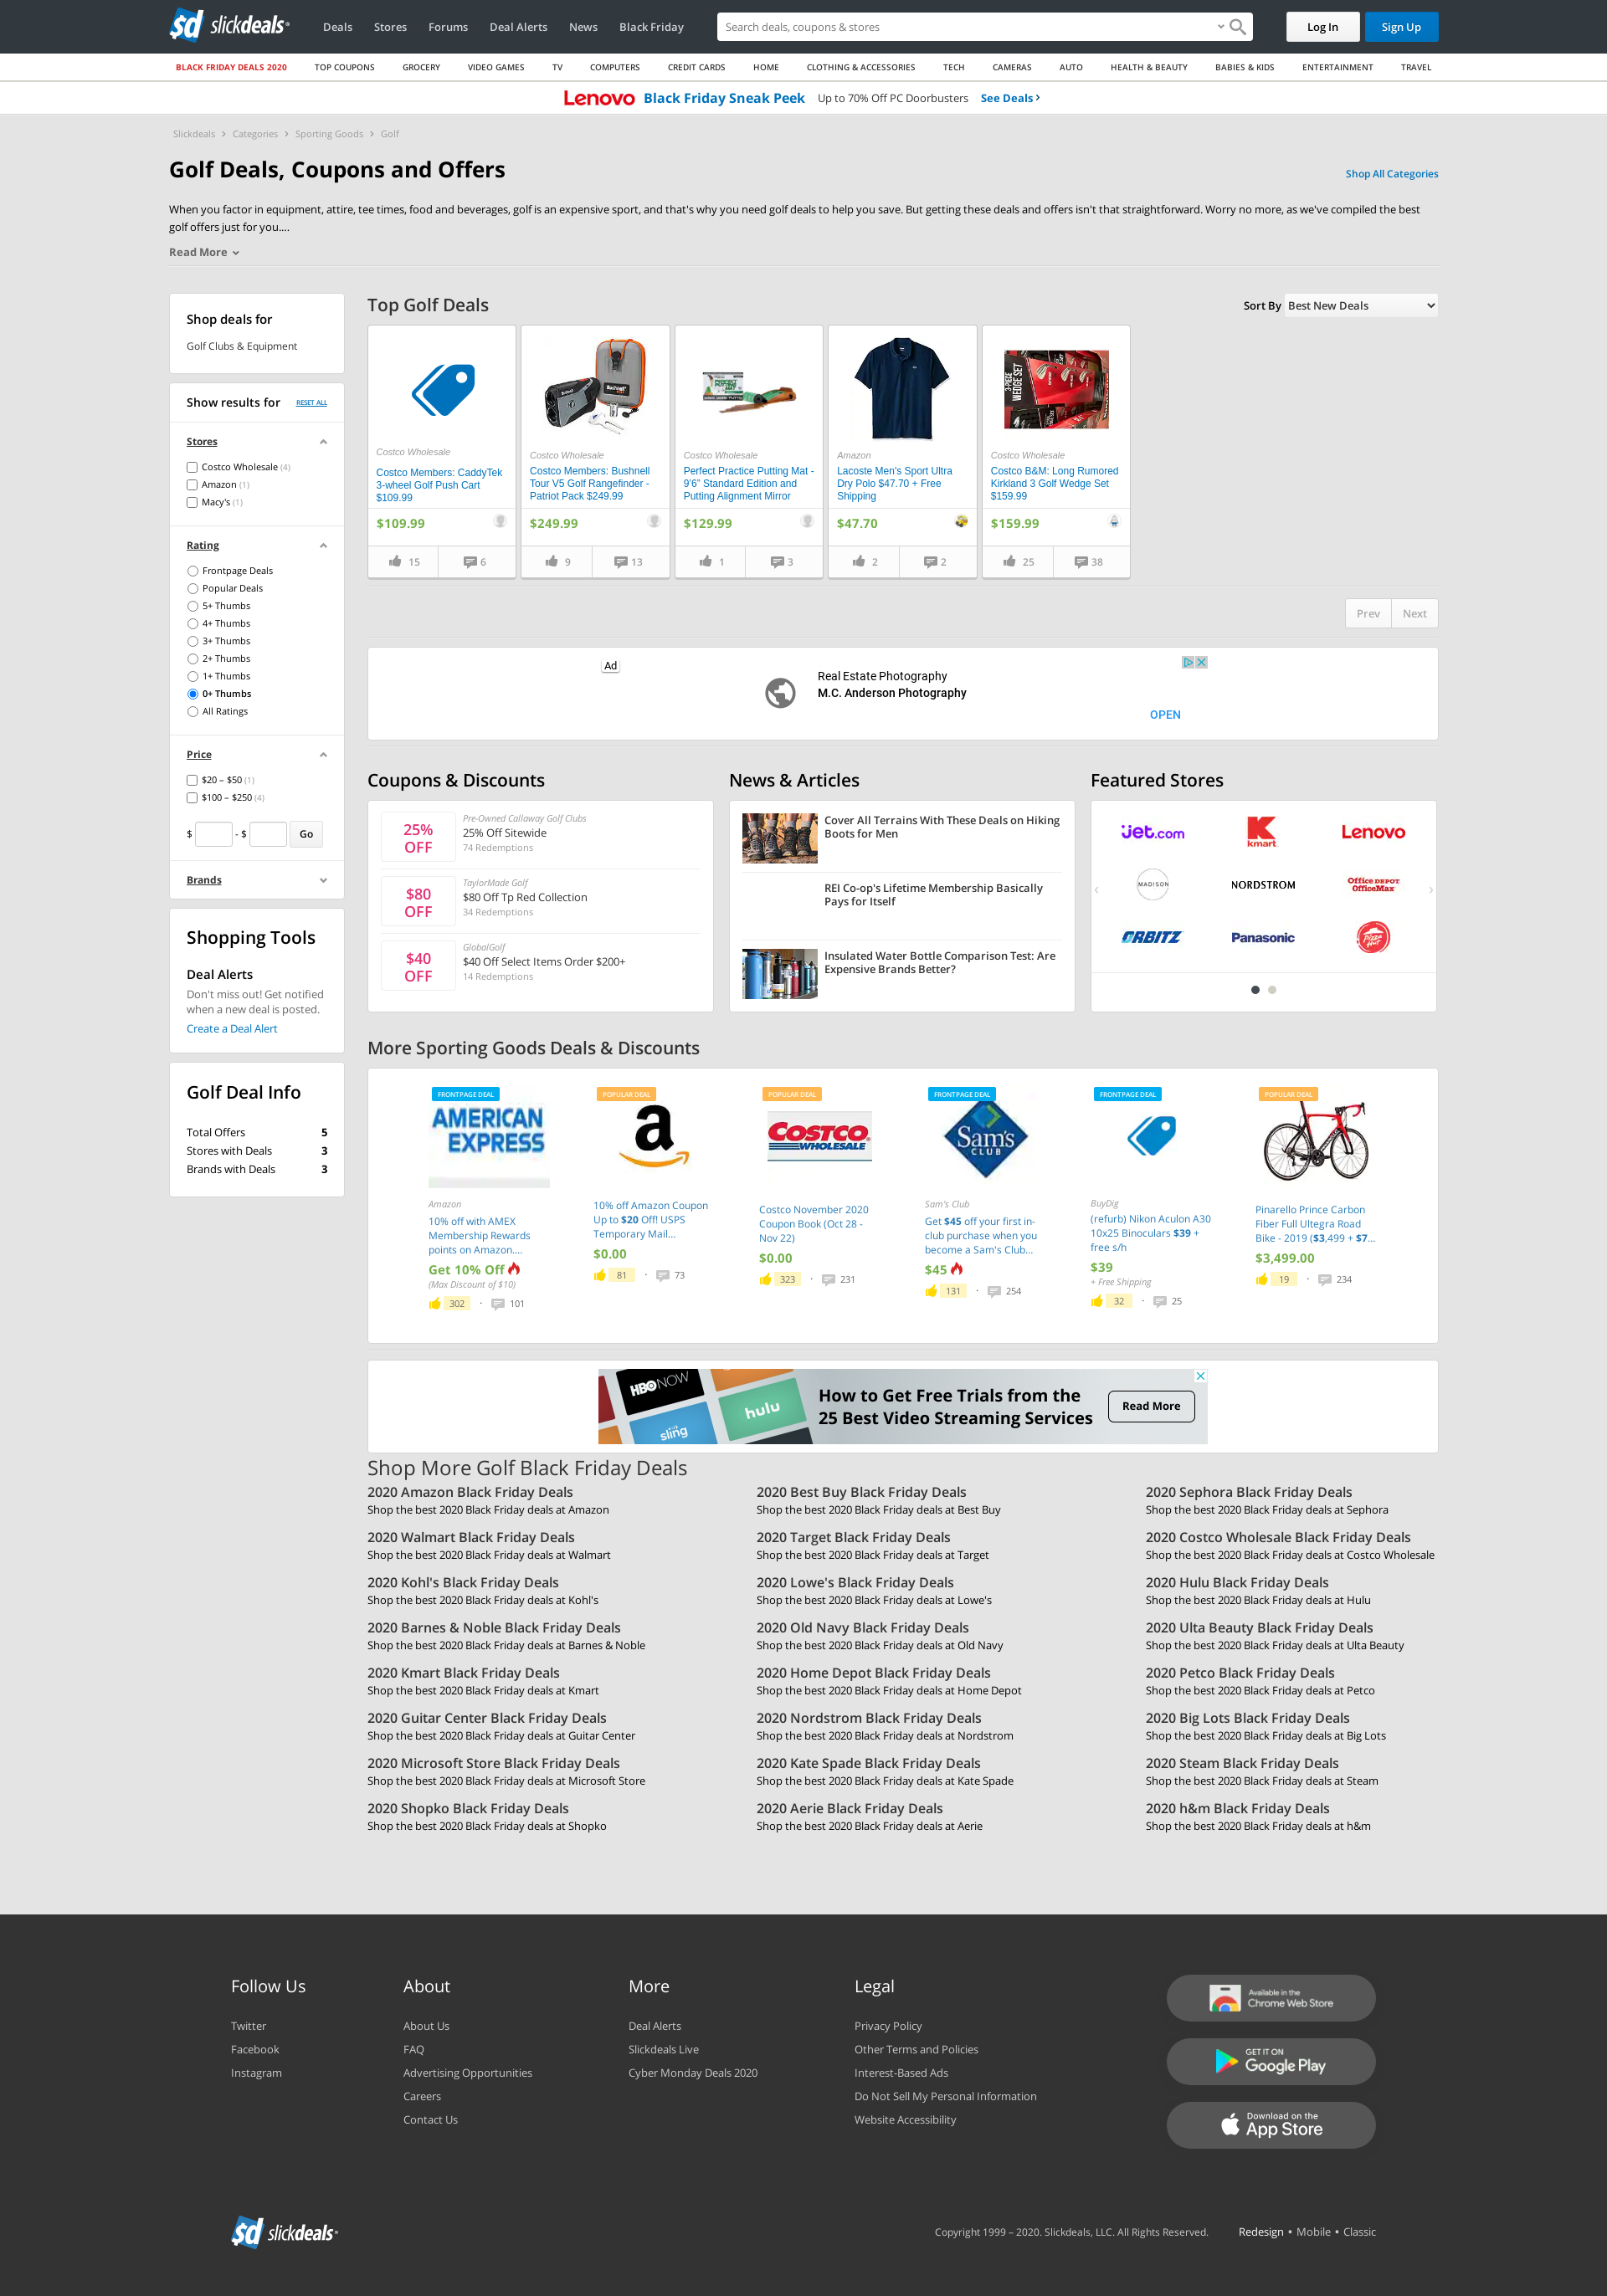 slickdeals
Deals
Stores
Forums
Deal Alerts
News
Black Friday
Search deals, coupons & stores
Log In
Sign Up
BLACK FRIDAY DEALS 2020
TOP COUPONS
GROCERY
VIDEO GAMES
TV
COMPUTERS
CREDIT CARDS
HOME
CLOTHING & ACCESSORIES
TECH
CAMERAS
AUTO
HEALTH & BEAUTY
BABIES & KIDS
ENTERTAINMENT
TRAVEL
Lenovo Black Friday Sneak Peek Up to 70% Off PC Doorbusters See Deals
Slickdeals > Categories > Sporting Goods > Golf
Golf Deals, Coupons and Offers
Shop All Categories
When you factor in equipment, attire, tee times, food and beverages, golf is an expensive sport, and that's why you need golf deals to help you save. But getting these deals and offers isn't that straightforward. Worry no more, as we've compiled the best
golf offers just for you....
Read More
Shop deals for
Golf Clubs & Equipment
Show results for
RESET ALL
Stores
Costco Wholesale (4)
Amazon (1)
Macy's (1)
Rating
Frontpage Deals
Popular Deals
5+ Thumbs
4+ Thumbs
3+ Thumbs
2+ Thumbs
1+ Thumbs
0+ Thumbs
All Ratings
Price
$20 – $50 (1)
$100 – $250 (4)
$ - $ Go
Brands
Shopping Tools
Deal Alerts
Don't miss out! Get notified
when a new deal is posted.
Create a Deal Alert
Golf Deal Info
Total Offers 5
Stores with Deals 3
Brands with Deals 3
Top Golf Deals
Sort By Best New Deals
Costco Wholesale
Costco Members: CaddyTek
3-wheel Golf Push Cart
$109.99
$109.99
15
6
Costco Wholesale
Costco Members: Bushnell
Tour V5 Golf Rangefinder -
Patriot Pack $249.99
$249.99
9
13
Costco Wholesale
Perfect Practice Putting Mat -
9'6" Standard Edition and
Putting Alignment Mirror
$129.99
1
3
Amazon
Lacoste Men's Sport Ultra
Dry Polo $47.70 + Free
Shipping
$47.70
2
2
Costco Wholesale
Costco B&M: Long Rumored
Kirkland 3 Golf Wedge Set
$159.99
$159.99
25
38
Prev
Next
Ad
Real Estate Photography
M.C. Anderson Photography
OPEN
Coupons & Discounts
25%
OFF
Pre-Owned Callaway Golf Clubs
25% Off Sitewide
74 Redemptions
$80
OFF
TaylorMade Golf
$80 Off Tp Red Collection
34 Redemptions
$40
OFF
GlobalGolf
$40 Off Select Items Order $200+
14 Redemptions
News & Articles
Cover All Terrains With These Deals on Hiking
Boots for Men
REI Co-op's Lifetime Membership Basically
Pays for Itself
Insulated Water Bottle Comparison Test: Are
Expensive Brands Better?
Featured Stores
Jet.com
kmart
Lenovo
MADISON
NORDSTROM
Office DEPOT
OfficeMax
ORBITZ
Panasonic
Pizza Hut
More Sporting Goods Deals & Discounts
FRONTPAGE DEAL
AMERICAN
EXPRESS
Amazon
10% off with AMEX
Membership Rewards
points on Amazon....
Get 10% Off
(Max Discount of $10)
302 · 101
POPULAR DEAL
a
10% off Amazon Coupon
Up to $20 Off! USPS
Temporary Mail...
$0.00
81 · 73
POPULAR DEAL
COSTCO
WHOLESALE
Costco November 2020
Coupon Book (Oct 28 -
Nov 22)
$0.00
323 · 231
FRONTPAGE DEAL
Sam's
CLUB
Sam's Club
Get $45 off your first in-
club purchase when you
become a Sam's Club...
$45
131 · 254
FRONTPAGE DEAL
BuyDig
(refurb) Nikon Aculon A30
10x25 Binoculars $39 +
free s/h
$39
+ Free Shipping
32 · 25
POPULAR DEAL
Pinarello Prince Carbon
Fiber Full Ultegra Road
Bike - 2019 ($3,499 + $7...
$3,499.00
19 · 234
HBO NOW
hulu
sling
How to Get Free Trials from the
25 Best Video Streaming Services
Read More
Shop More Golf Black Friday Deals
2020 Amazon Black Friday Deals
Shop the best 2020 Black Friday deals at Amazon
2020 Best Buy Black Friday Deals
Shop the best 2020 Black Friday deals at Best Buy
2020 Sephora Black Friday Deals
Shop the best 2020 Black Friday deals at Sephora
2020 Walmart Black Friday Deals
Shop the best 2020 Black Friday deals at Walmart
2020 Target Black Friday Deals
Shop the best 2020 Black Friday deals at Target
2020 Costco Wholesale Black Friday Deals
Shop the best 2020 Black Friday deals at Costco Wholesale
2020 Kohl's Black Friday Deals
Shop the best 2020 Black Friday deals at Kohl's
2020 Lowe's Black Friday Deals
Shop the best 2020 Black Friday deals at Lowe's
2020 Hulu Black Friday Deals
Shop the best 2020 Black Friday deals at Hulu
2020 Barnes & Noble Black Friday Deals
Shop the best 2020 Black Friday deals at Barnes & Noble
2020 Old Navy Black Friday Deals
Shop the best 2020 Black Friday deals at Old Navy
2020 Ulta Beauty Black Friday Deals
Shop the best 2020 Black Friday deals at Ulta Beauty
2020 Kmart Black Friday Deals
Shop the best 2020 Black Friday deals at Kmart
2020 Home Depot Black Friday Deals
Shop the best 2020 Black Friday deals at Home Depot
2020 Petco Black Friday Deals
Shop the best 2020 Black Friday deals at Petco
2020 Guitar Center Black Friday Deals
Shop the best 2020 Black Friday deals at Guitar Center
2020 Nordstrom Black Friday Deals
Shop the best 2020 Black Friday deals at Nordstrom
2020 Big Lots Black Friday Deals
Shop the best 2020 Black Friday deals at Big Lots
2020 Microsoft Store Black Friday Deals
Shop the best 2020 Black Friday deals at Microsoft Store
2020 Kate Spade Black Friday Deals
Shop the best 2020 Black Friday deals at Kate Spade
2020 Steam Black Friday Deals
Shop the best 2020 Black Friday deals at Steam
2020 Shopko Black Friday Deals
Shop the best 2020 Black Friday deals at Shopko
2020 Aerie Black Friday Deals
Shop the best 2020 Black Friday deals at Aerie
2020 h&m Black Friday Deals
Shop the best 2020 Black Friday deals at h&m
Follow Us
Twitter
Facebook
Instagram
About
About Us
FAQ
Advertising Opportunities
Careers
Contact Us
More
Deal Alerts
Slickdeals Live
Cyber Monday Deals 2020
Legal
Privacy Policy
Other Terms and Policies
Interest-Based Ads
Do Not Sell My Personal Information
Website Accessibility
Available in the
Chrome Web Store
GET IT ON
Google Play
Download on the
App Store
slickdeals
Copyright 1999 – 2020. Slickdeals, LLC. All Rights Reserved.
Redesign • Mobile • Classic